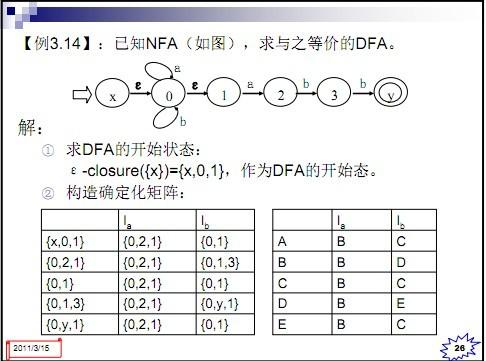 【例3.14】：已知NFA（如图），求与之等价的DFA。
x ε 0 ε 1 a 2 b 3 b y
a
b
解：
① 求DFA的开始状态：
ε-closure({x})={x,0,1}，作为DFA的开始态。
② 构造确定化矩阵：
Ia Ib
{x,0,1} {0,2,1} {0,1}
{0,2,1} {0,2,1} {0,1,3}
{0,1} {0,2,1} {0,1}
{0,1,3} {0,2,1} {0,y,1}
{0,y,1} {0,2,1} {0,1}
Ia Ib
A B C
B B D
C B C
D B E
E B C
2011/3/15
26